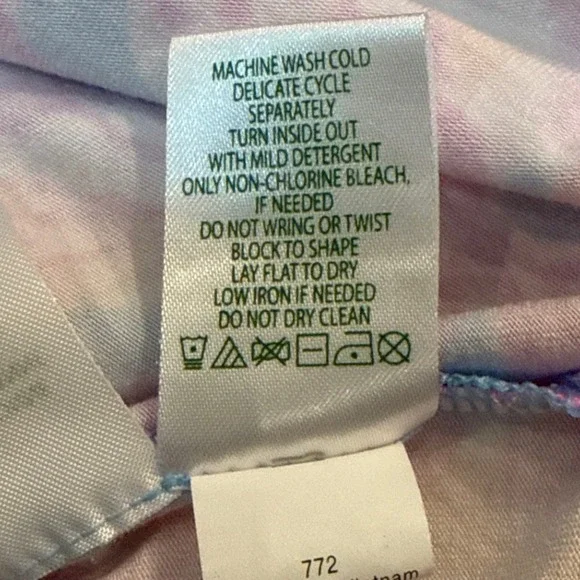 MACHINE WASH COLD
DELICATE CYCLE
SEPARATELY
TURN INSIDE OUT
WITH MILD DETERGENT
ONLY NON-CHLORINE BLEACH,
IF NEEDED
DO NOT WRING OR TWIST
BLOCK TO SHAPE
LAY FLAT TO DRY
LOW IRON IF NEEDED
DO NOT DRY CLEAN
772